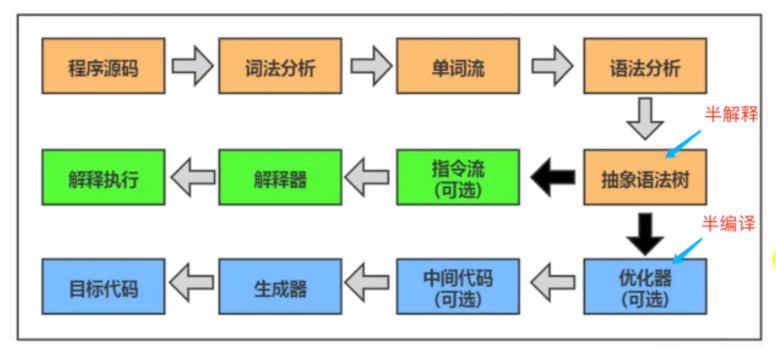 程序源码
词法分析
单词流
语法分析
半解释
解释执行
解释器
指令流
(可选)
抽象语法树
半编译
目标代码
生成器
中间代码
(可选)
优化器
(可选)